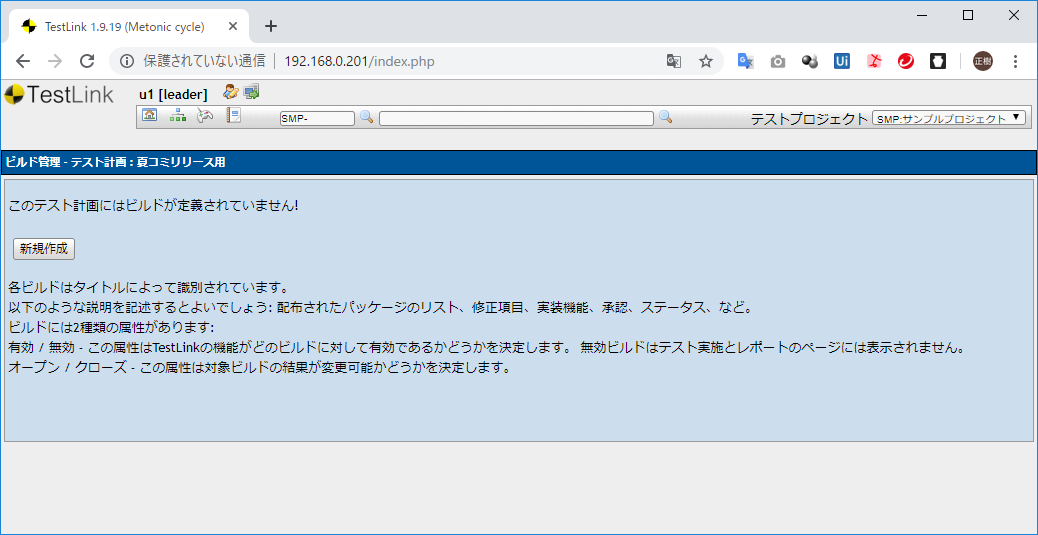 TestLink 1.9.19 (Metonic cycle)
保護されていない通信 192.168.0.201/index.php
正樹
TestLink u1 [leader]
SMP- テストプロジェクト SMP:サンプルプロジェクト
ビルド管理 - テスト計画 : 夏コミリリース用
このテスト計画にはビルドが定義されていません!
新規作成
各ビルドはタイトルによって識別されています。
以下のような説明を記述するとよいでしょう: 配布されたパッケージのリスト、修正項目、実装機能、承認、ステータス、など。
ビルドには2種類の属性があります:
有効 / 無効 - この属性はTestLinkの機能がどのビルドに対して有効であるかどうかを決定します。 無効ビルドはテスト実施とレポートのページには表示されません。
オープン / クローズ - この属性は対象ビルドの結果が変更可能かどうかを決定します。